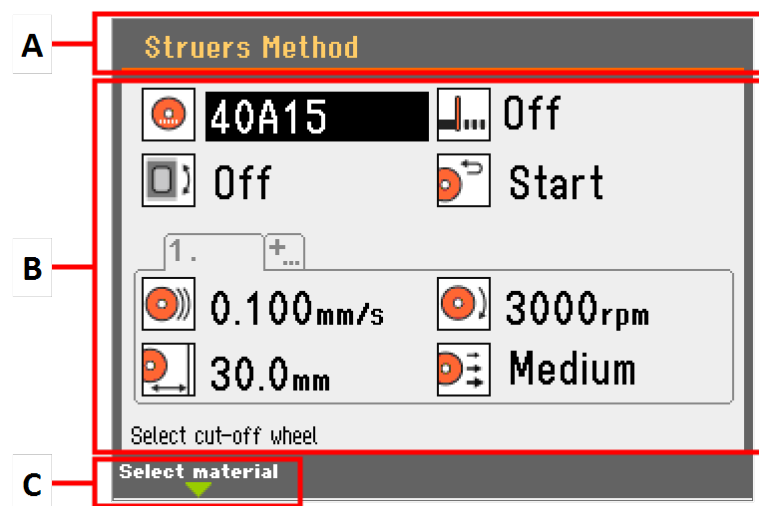 A
Struers Method
40A15
Off
Off
Start
B
1.
+...
0.100mm/s
3000rpm
30.0mm
Medium
Select cut-off wheel
C
Select material